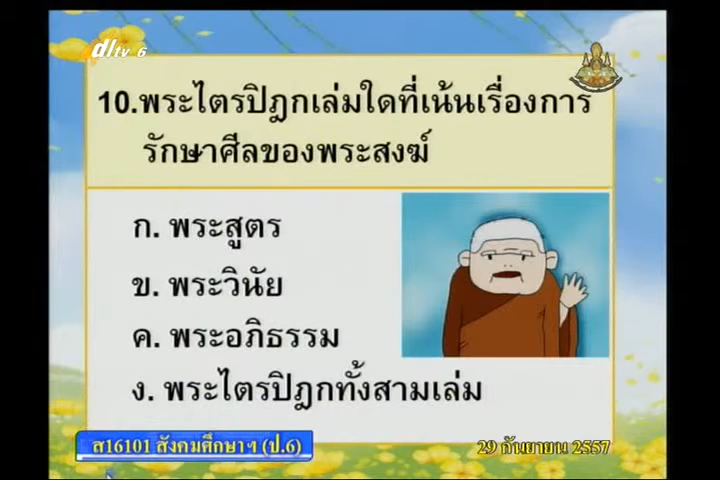 dltv 6
10.พระไตรปิฎกเล่มใดที่เน้นเรื่องการ
รักษาศีลของพระสงฆ์
ก. พระสูตร
ข. พระวินัย
ค. พระอภิธรรม
ง. พระไตรปิฎกทั้งสามเล่ม
ส16101 สังคมศึกษาฯ (ป.6)
29 กันยายน 2557